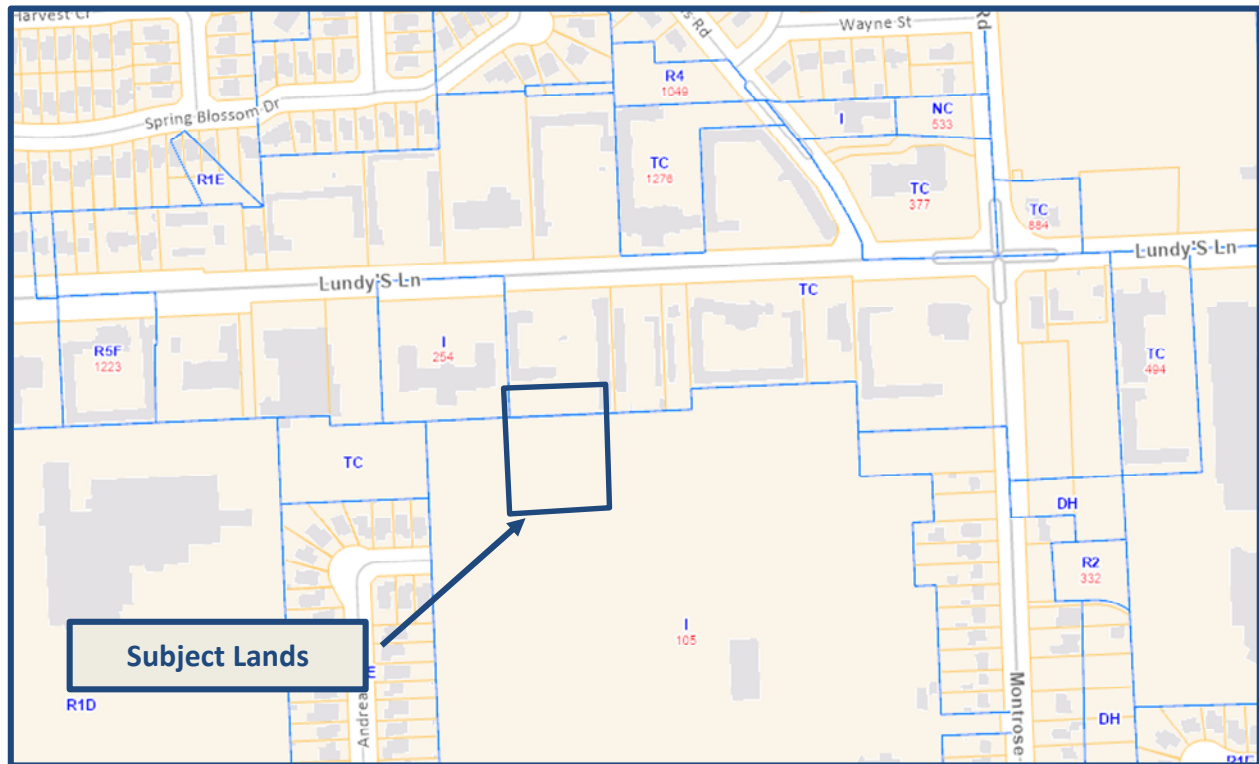 Harvest Cr
Wayne St
Rd
s Rd
R4
1049
Spring Blossom Dr
I
NC
533
R1E
TC
1276
TC
377
TC
884
Lundy'S Ln
Lundy'S Ln
TC
R5F
1223
I
254
TC
494
TC
DH
R2
332
I
105
Subject Lands
E
R1D
Andrea
Montrose
DH
R1E